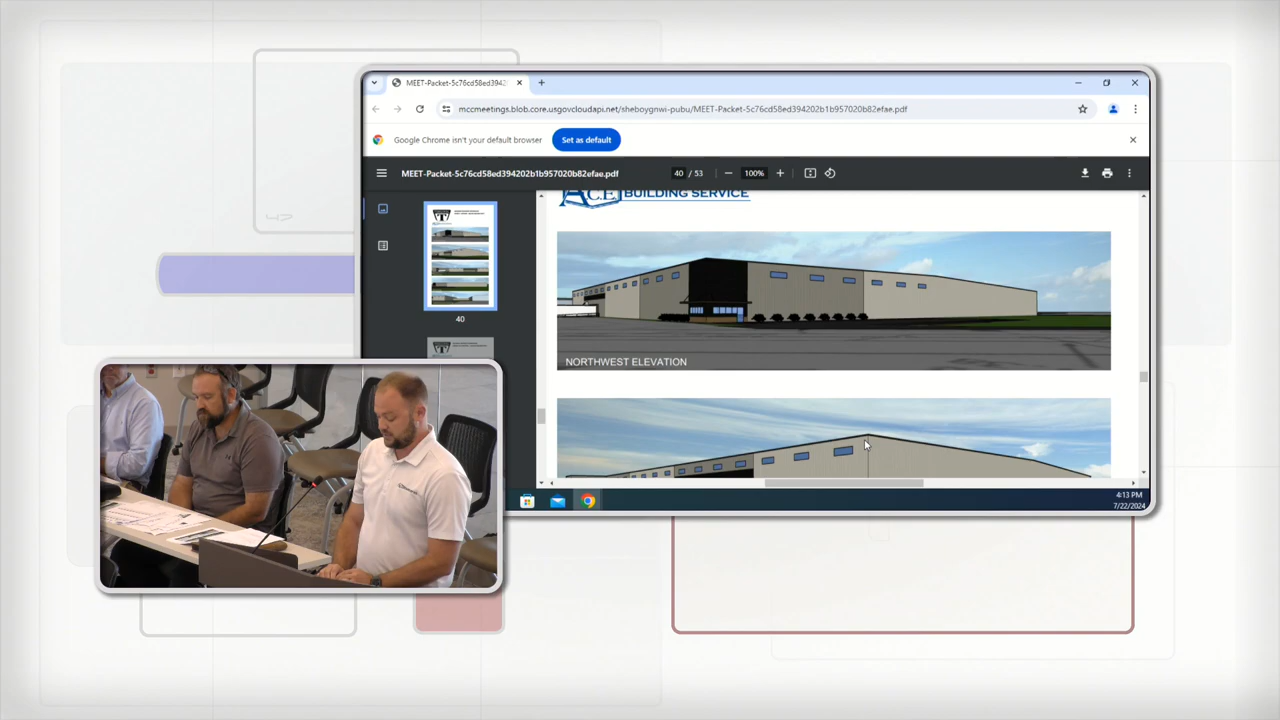 MEET-Packet-5c76cd58ed3942
mccmeetings.blob.core.usgovcloudapi.net/sheboygnwi-pubu/MEET-Packet-5c76cd58ed394202b1b957020b82efae.pdf
Google Chrome isn't your default browser
Set as default
MEET-Packet-5c76cd58ed394202b1b957020b82efae.pdf
40 / 53
100%
ACE BUILDING SERVICE
40
NORTHWEST ELEVATION
4:13 PM
7/22/2024